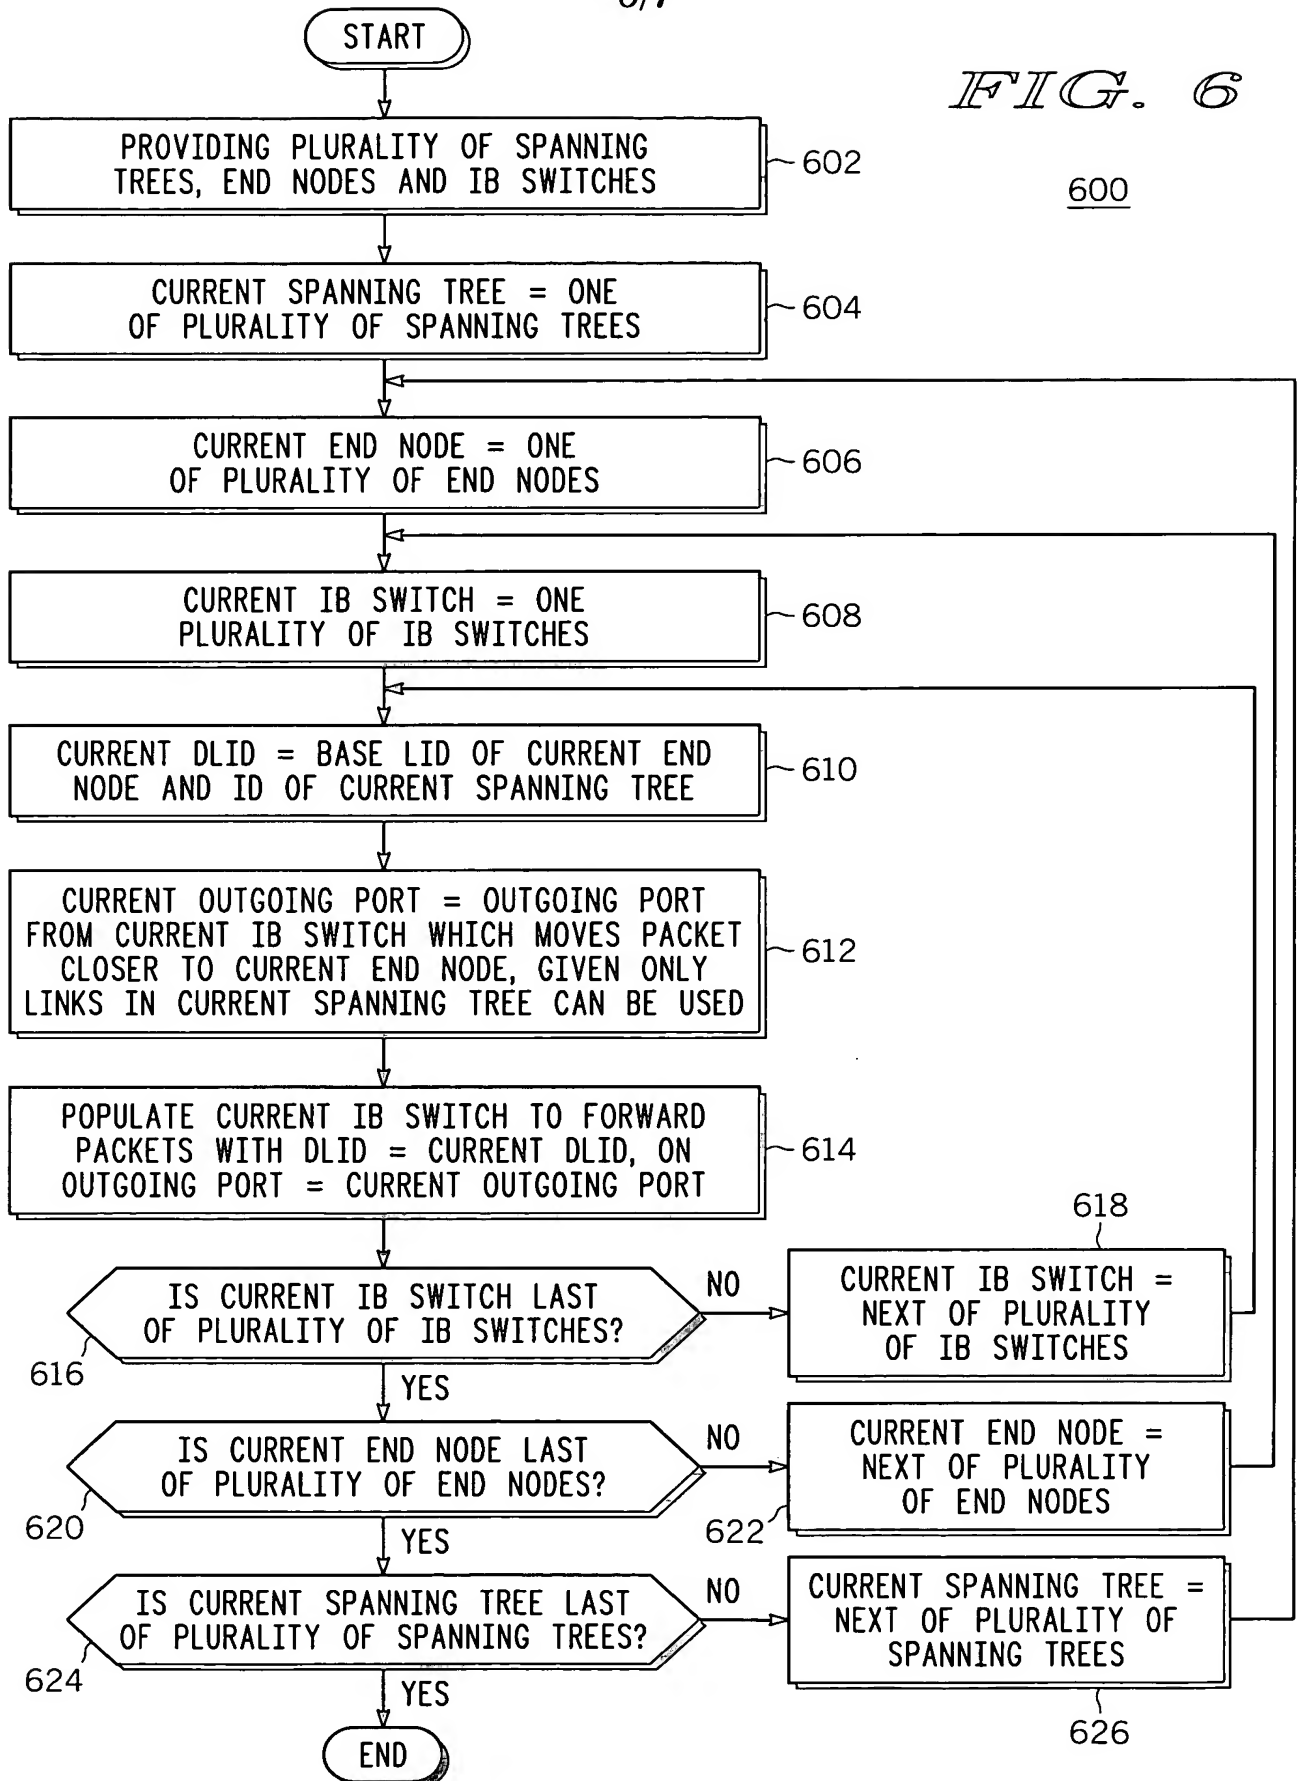 START
FIG. 6
600
PROVIDING PLURALITY OF SPANNING
TREES, END NODES AND IB SWITCHES
602
CURRENT SPANNING TREE = ONE
OF PLURALITY OF SPANNING TREES
604
CURRENT END NODE = ONE
OF PLURALITY OF END NODES
606
CURRENT IB SWITCH = ONE
PLURALITY OF IB SWITCHES
608
CURRENT DLID = BASE LID OF CURRENT END
NODE AND ID OF CURRENT SPANNING TREE
610
CURRENT OUTGOING PORT = OUTGOING PORT
FROM CURRENT IB SWITCH WHICH MOVES PACKET
CLOSER TO CURRENT END NODE, GIVEN ONLY
LINKS IN CURRENT SPANNING TREE CAN BE USED
612
POPULATE CURRENT IB SWITCH TO FORWARD
PACKETS WITH DLID = CURRENT DLID, ON
OUTGOING PORT = CURRENT OUTGOING PORT
614
IS CURRENT IB SWITCH LAST
OF PLURALITY OF IB SWITCHES?
616
NO
618
CURRENT IB SWITCH =
NEXT OF PLURALITY
OF IB SWITCHES
YES
IS CURRENT END NODE LAST
OF PLURALITY OF END NODES?
620
NO
CURRENT END NODE =
NEXT OF PLURALITY
OF END NODES
622
YES
IS CURRENT SPANNING TREE LAST
OF PLURALITY OF SPANNING TREES?
624
NO
CURRENT SPANNING TREE =
NEXT OF PLURALITY OF
SPANNING TREES
626
YES
END